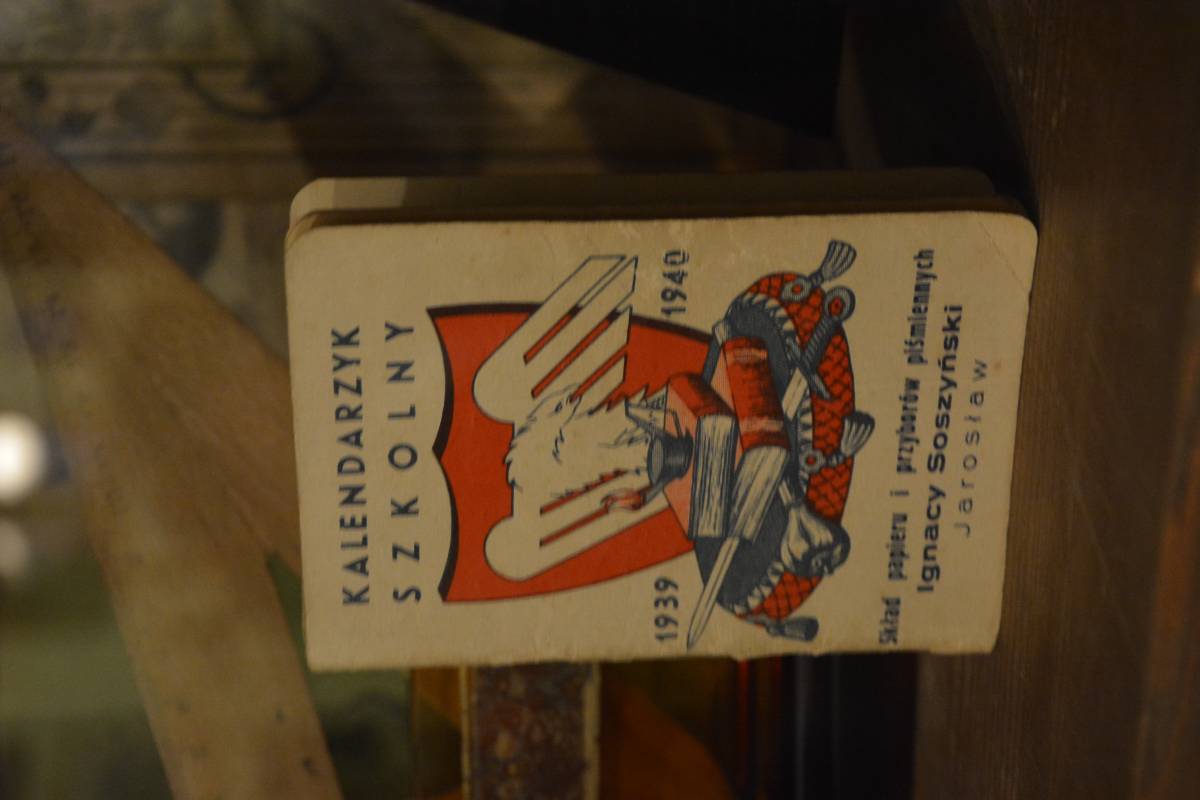 KALENDARZYK
SZKOLNY
1939 1940
Skład papieru i przyborów piśmiennych
Ignacy Soszyński
Jarosław